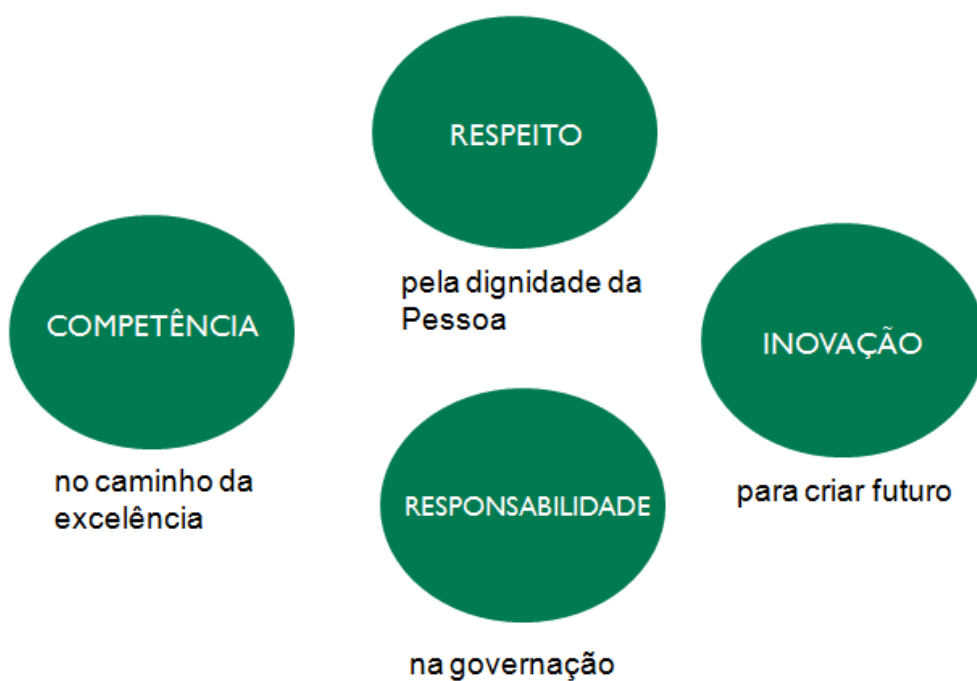 RESPEITO
pela dignidade da
Pessoa
COMPETÊNCIA
no caminho da
excelência
INOVAÇÃO
para criar futuro
RESPONSABILIDADE
na governação